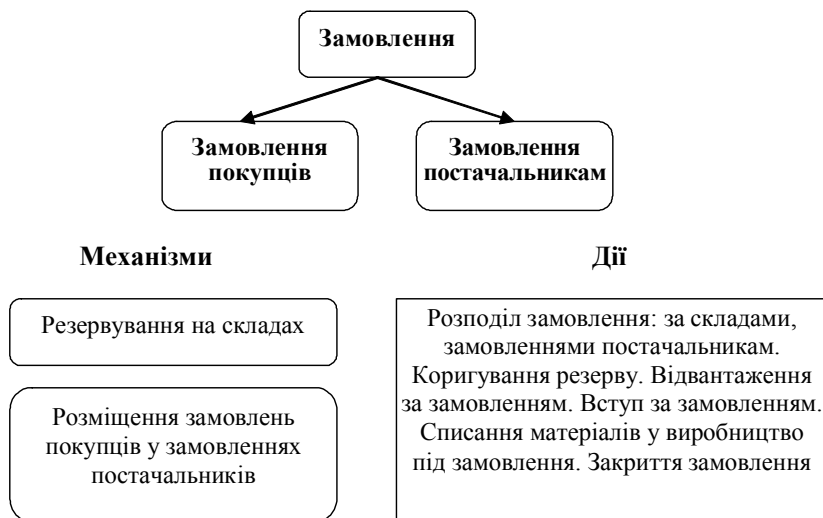 Замовлення
Замовлення
покупців
Замовлення
постачальникам
Механізми
Дії
Резервування на складах
Розміщення замовлень
покупців у замовленнях
постачальників
Розподіл замовлення: за складами,
замовленнями постачальникам.
Коригування резерву. Відвантаження
за замовленням. Вступ за замовленням.
Списання матеріалів у виробництво
під замовлення. Закриття замовлення